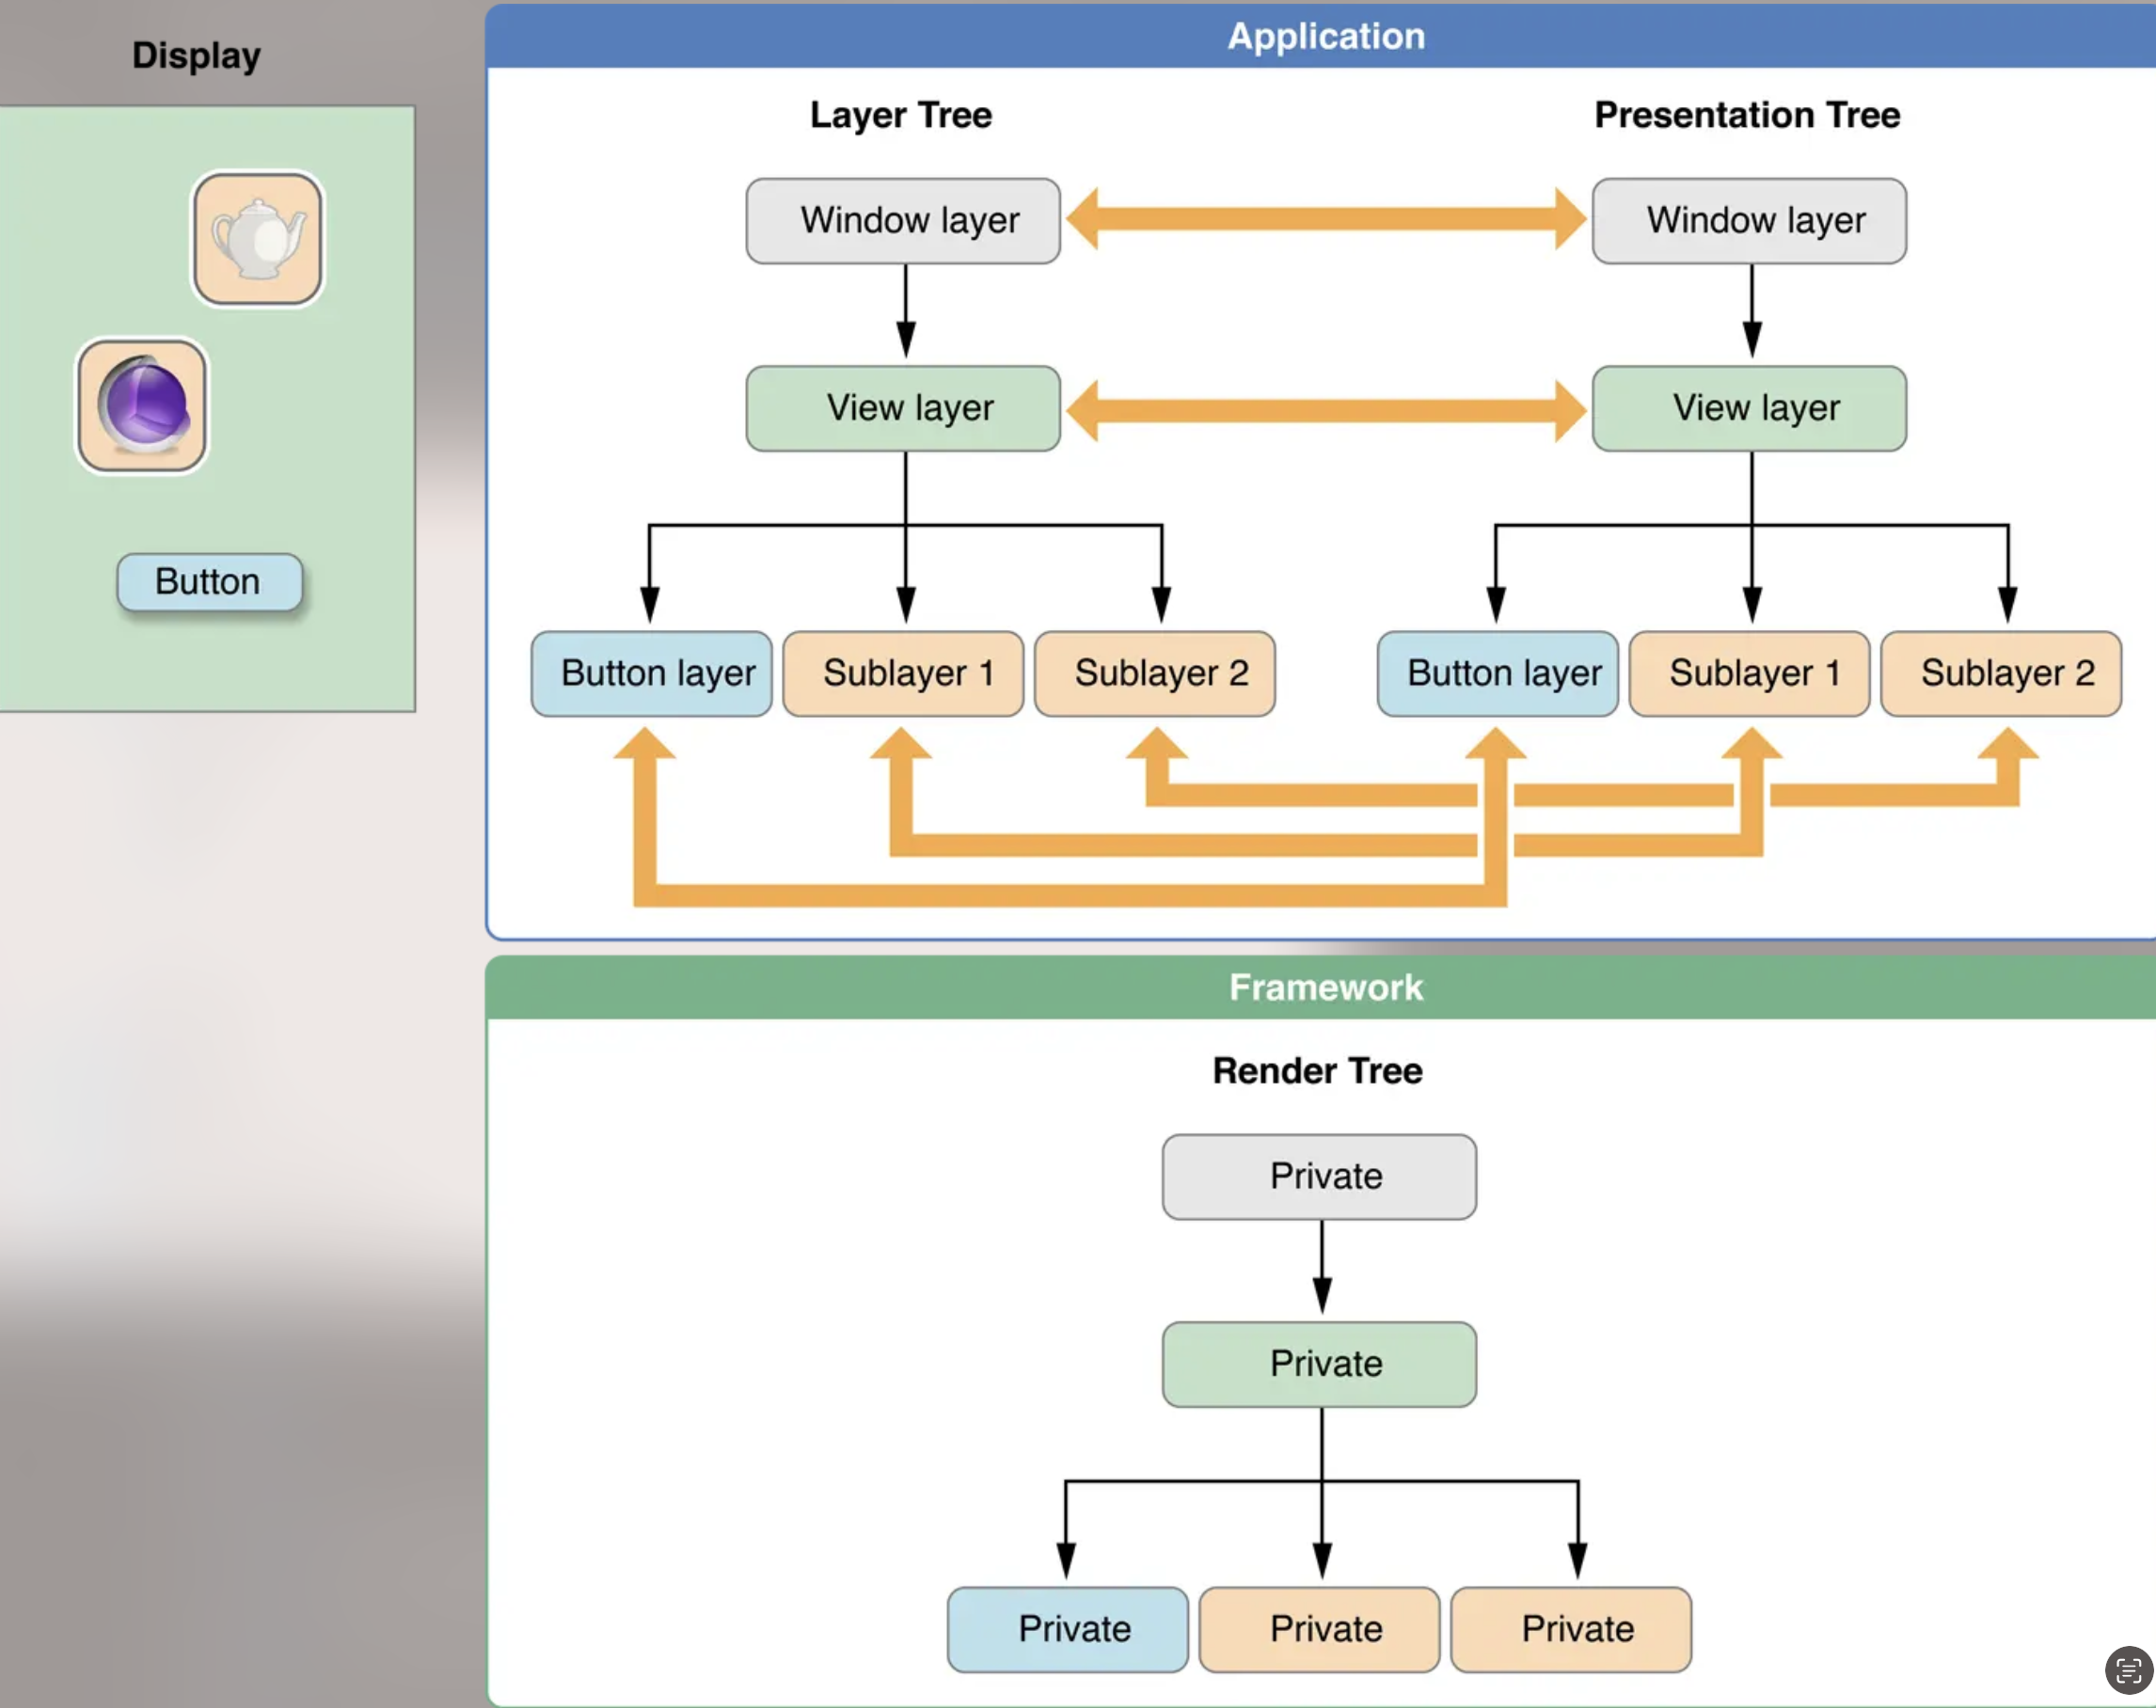 Display
Button
Application
Layer Tree
Presentation Tree
Window layer
Window layer
View layer
View layer
Button layer
Sublayer 1
Sublayer 2
Button layer
Sublayer 1
Sublayer 2
Framework
Render Tree
Private
Private
Private
Private
Private